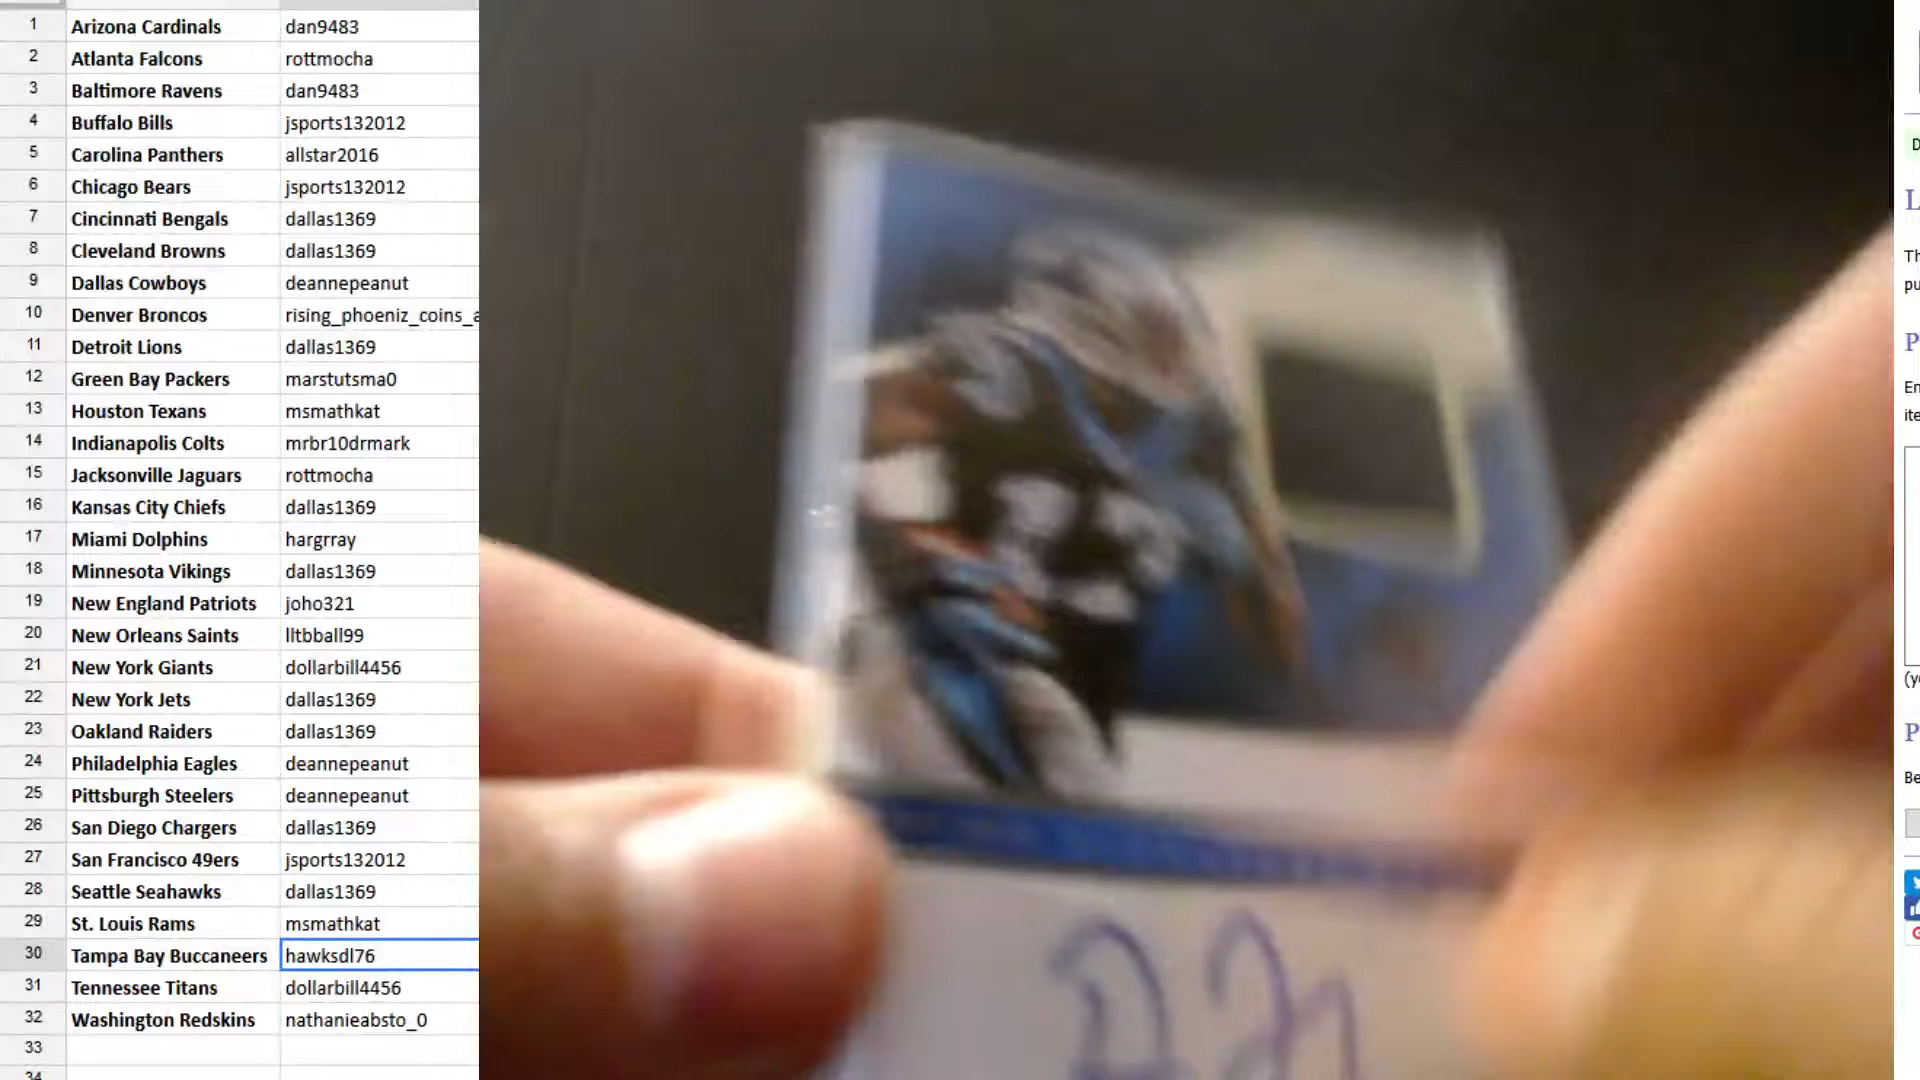 1 Arizona Cardinals dan9483
2 Atlanta Falcons rottmocha
3 Baltimore Ravens dan9483
4 Buffalo Bills jsports132012
5 Carolina Panthers allstar2016
6 Chicago Bears jsports132012
7 Cincinnati Bengals dallas1369
8 Cleveland Browns dallas1369
9 Dallas Cowboys deannepeanut
10 Denver Broncos rising_phoeniz_coins_a
11 Detroit Lions dallas1369
12 Green Bay Packers marstutsma0
13 Houston Texans msmathkat
14 Indianapolis Colts mrbr10drmark
15 Jacksonville Jaguars rottmocha
16 Kansas City Chiefs dallas1369
17 Miami Dolphins hargrray
18 Minnesota Vikings dallas1369
19 New England Patriots joho321
20 New Orleans Saints lltbball99
21 New York Giants dollarbill4456
22 New York Jets dallas1369
23 Oakland Raiders dallas1369
24 Philadelphia Eagles deannepeanut
25 Pittsburgh Steelers deannepeanut
26 San Diego Chargers dallas1369
27 San Francisco 49ers jsports132012
28 Seattle Seahawks dallas1369
29 St. Louis Rams msmathkat
30 Tampa Bay Buccaneers hawksdl76
31 Tennessee Titans dollarbill4456
32 Washington Redskins nathanieabsto_0
33
34